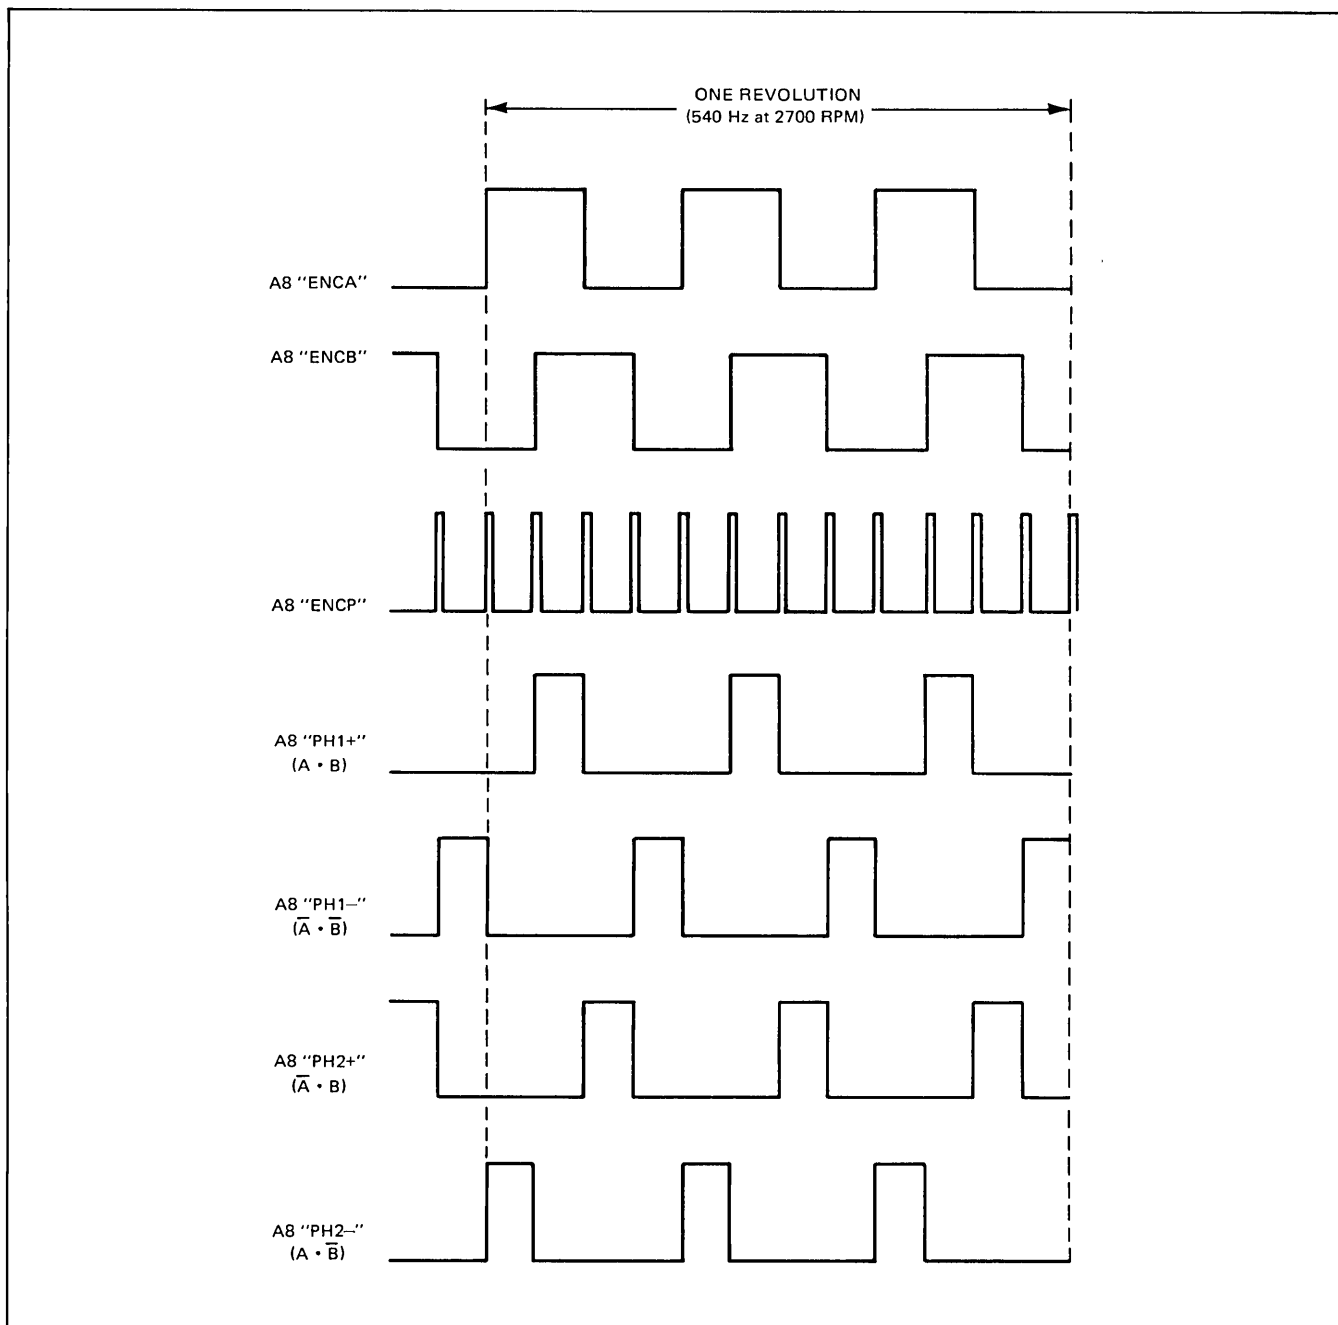 ONE REVOLUTION
(540 Hz at 2700 RPM)
A8 "ENCA"
A8 "ENCB"
A8 "ENCP"
A8 "PH1+"
(A • B)
A8 "PH1–"
(A̅ • B̅)
A8 "PH2+"
(A̅ • B)
A8 "PH2–"
(A • B̅)